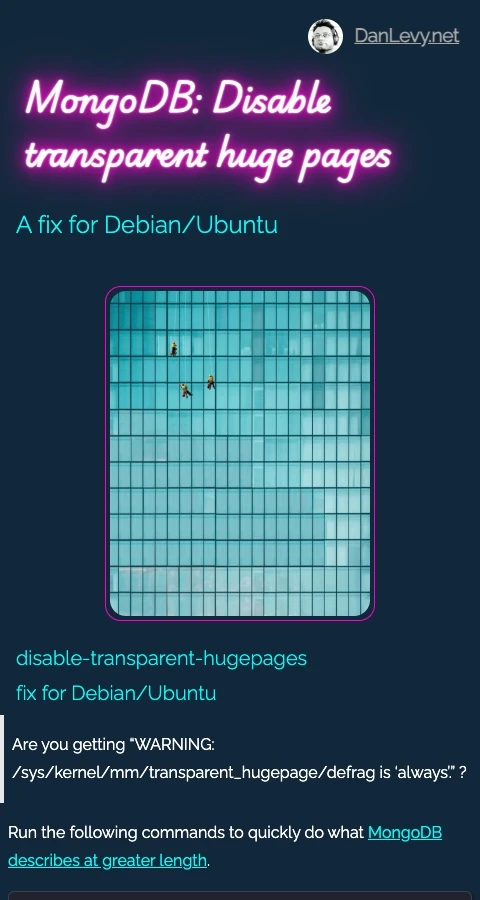 DanLevy.net
MongoDB: Disable
transparent huge pages
A fix for Debian/Ubuntu
disable-transparent-hugepages
fix for Debian/Ubuntu
Are you getting “WARNING:
/sys/kernel/mm/transparent_hugepage/defrag is ‘always’.” ?
Run the following commands to quickly do what MongoDB
describes at greater length.